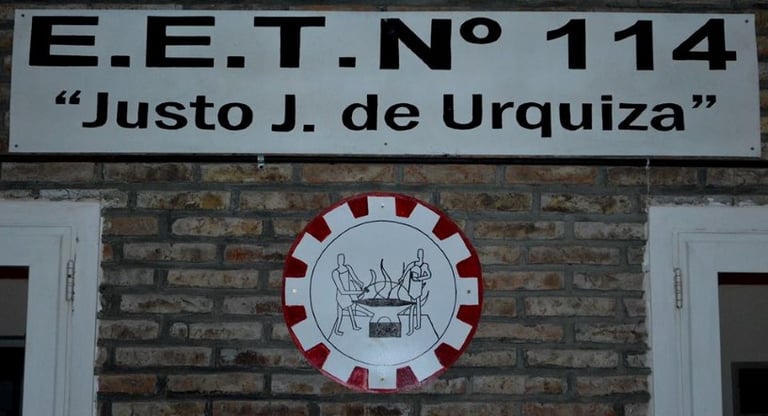 E.E.T.Nº 114
“Justo J. de Urquiza”